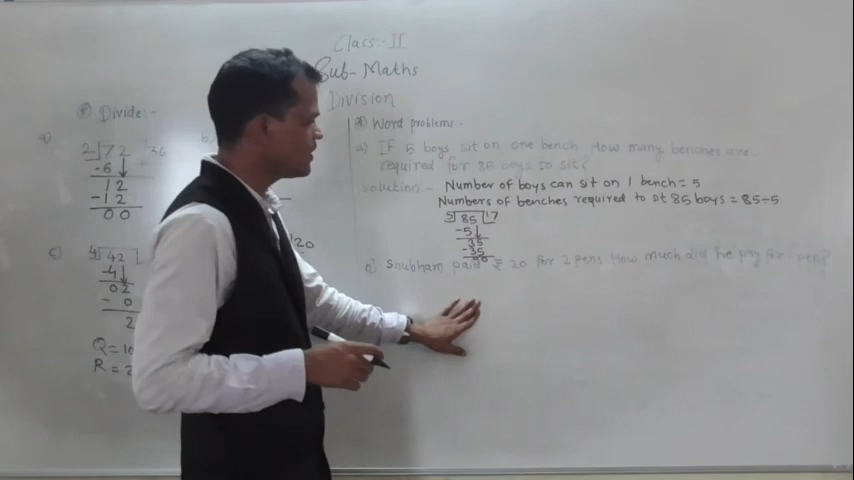 Class:- II
Sub- Maths
Division
Divide:-
a)
2 72 36
-6
12
-12
00
c)
4 42
-4
02
- 0
2
Q=10
R=2
b)
120
Word problems-
a) If 5 boys sit on one bench How many benches are
required for 85 boys to sit?
Solution:- Number of boys can sit on 1 bench=5
Numbers of benches required to sit 85 boys = 85÷5
5 85 17
-5
35
-35
00
Shubham paid ₹ 20 for 2 pens How much did he pay for 1 pen?